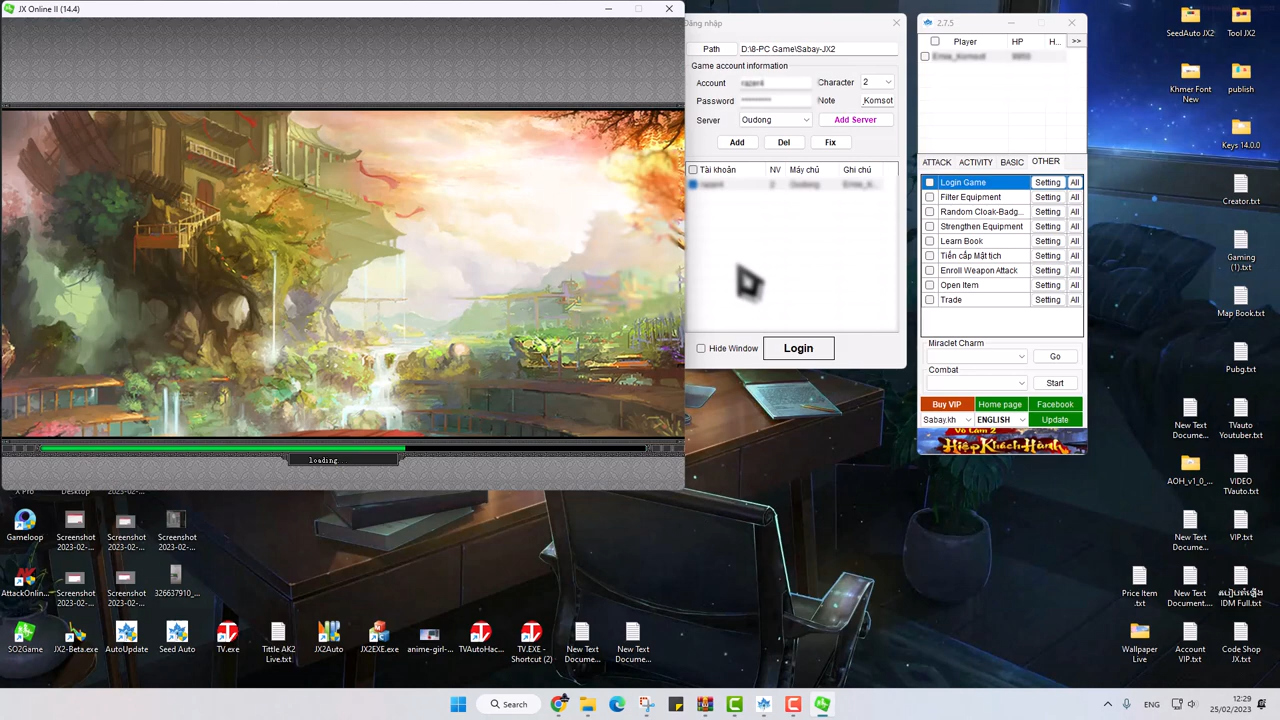 JX Online II (14.4)
loading...
Đăng nhập
Path
D:\8-PC Game\Sabay-JX2
Game account information
Account
Character
2
Password
Note
_Komsot
Server
Oudong
Add Server
Add
Del
Fix
Tài khoản
NV
Máy chủ
Ghi chú
Hide Window
Login
2.7.5
Player
HP
H...
>>
ATTACK
ACTIVITY
BASIC
OTHER
Login Game Setting All
Filter Equipment Setting All
Random Cloak-Badg... Setting All
Strengthen Equipment Setting All
Learn Book Setting All
Tiến cấp Mật tịch Setting All
Enroll Weapon Attack Setting All
Open Item Setting All
Trade Setting All
Miraclet Charm
Go
Combat
Start
Buy VIP
Home page
Facebook
Sabay.kh
ENGLISH
Update
Võ Lâm 2
Hiệp Khách Hành
SeedAuto JX2
Tool JX2
Khmer Font
New
publish
Keys 14.0.0
Creator.txt
Gaming
(1).txt
Map Book.txt
Pubg.txt
New Text
Docume...
TVauto
Youtube.txt
AOH_v1_0_...
VIDEO
TVauto.txt
New Text
Docume...
VIP.txt
Price Item
.txt
New Text
Document...
IDM Full.txt
Wallpaper
Live
Account
VIP.txt
Code Shop
JX.txt
X Pro
Desktop
2023-02-...
2023-02-...
Gameloop
Screenshot
2023-02-...
Screenshot
2023-02-...
Screenshot
2023-02-...
AttackOnlin...
Screenshot
2023-02-...
Screenshot
2023-02-...
326637910_...
SO2Game
JX2-Beta.exe
AutoUpdate
Seed Auto
TV.exe
Tittle AK2
Live.txt
JX2Auto
JX2EXE.exe
anime-girl-...
TVAutoHac...
TV.EXE -
Shortcut (2)
New Text
Docume...
New Text
Docume...
Search
ENG
12:29
25/02/2023